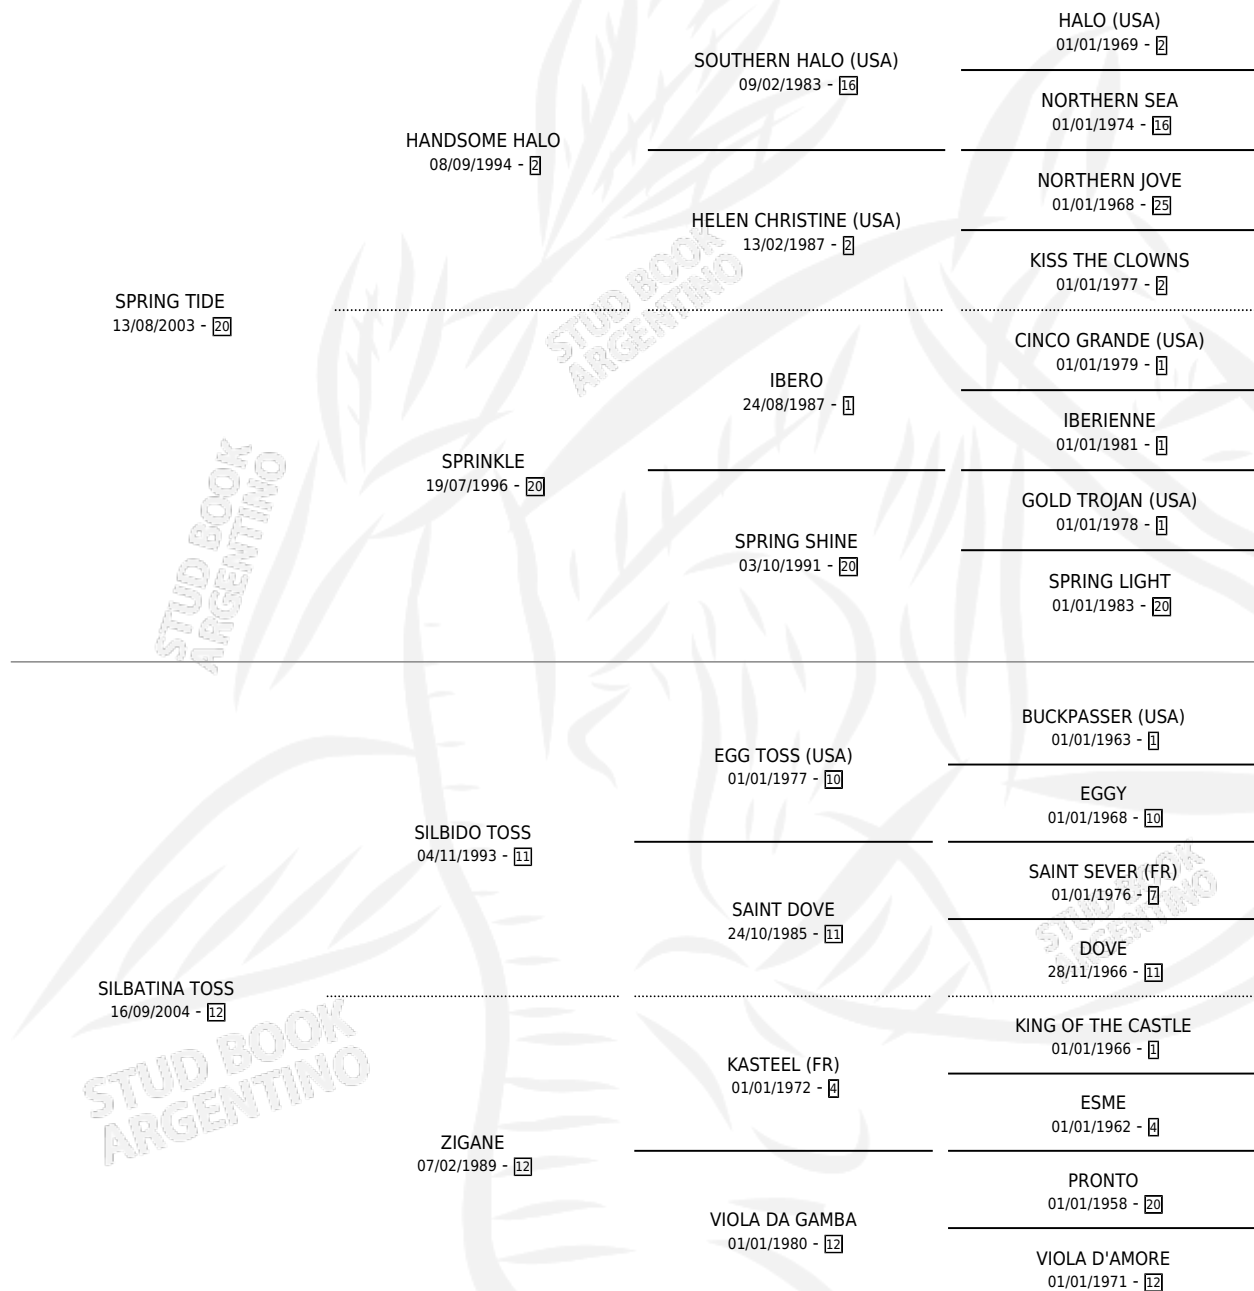 HALO (USA)
01/01/1969 - 2
SOUTHERN HALO (USA)
09/02/1983 - 16
NORTHERN SEA
01/01/1974 - 16
HANDSOME HALO
08/09/1994 - 2
NORTHERN JOVE
01/01/1968 - 25
HELEN CHRISTINE (USA)
13/02/1987 - 2
KISS THE CLOWNS
01/01/1977 - 2
SPRING TIDE
13/08/2003 - 20
CINCO GRANDE (USA)
01/01/1979 - 1
IBERO
24/08/1987 - 1
IBERIENNE
01/01/1981 - 1
SPRINKLE
19/07/1996 - 20
GOLD TROJAN (USA)
01/01/1978 - 1
SPRING SHINE
03/10/1991 - 20
SPRING LIGHT
01/01/1983 - 20
STUD BOOK
ARGENTINO
STUD BOOK
ARGENTINO
BUCKPASSER (USA)
01/01/1963 - 1
EGG TOSS (USA)
01/01/1977 - 10
EGGY
01/01/1968 - 10
SILBIDO TOSS
04/11/1993 - 11
SAINT SEVER (FR)
01/01/1976 - 7
SAINT DOVE
24/10/1985 - 11
DOVE
28/11/1966 - 11
SILBATINA TOSS
16/09/2004 - 12
KING OF THE CASTLE
01/01/1966 - 1
KASTEEL (FR)
01/01/1972 - 4
ESME
01/01/1962 - 4
ZIGANE
07/02/1989 - 12
PRONTO
01/01/1958 - 20
VIOLA DA GAMBA
01/01/1980 - 12
VIOLA D'AMORE
01/01/1971 - 12
STUD BOOK
ARGENTINO
STUD BOOK
ARGENTINO